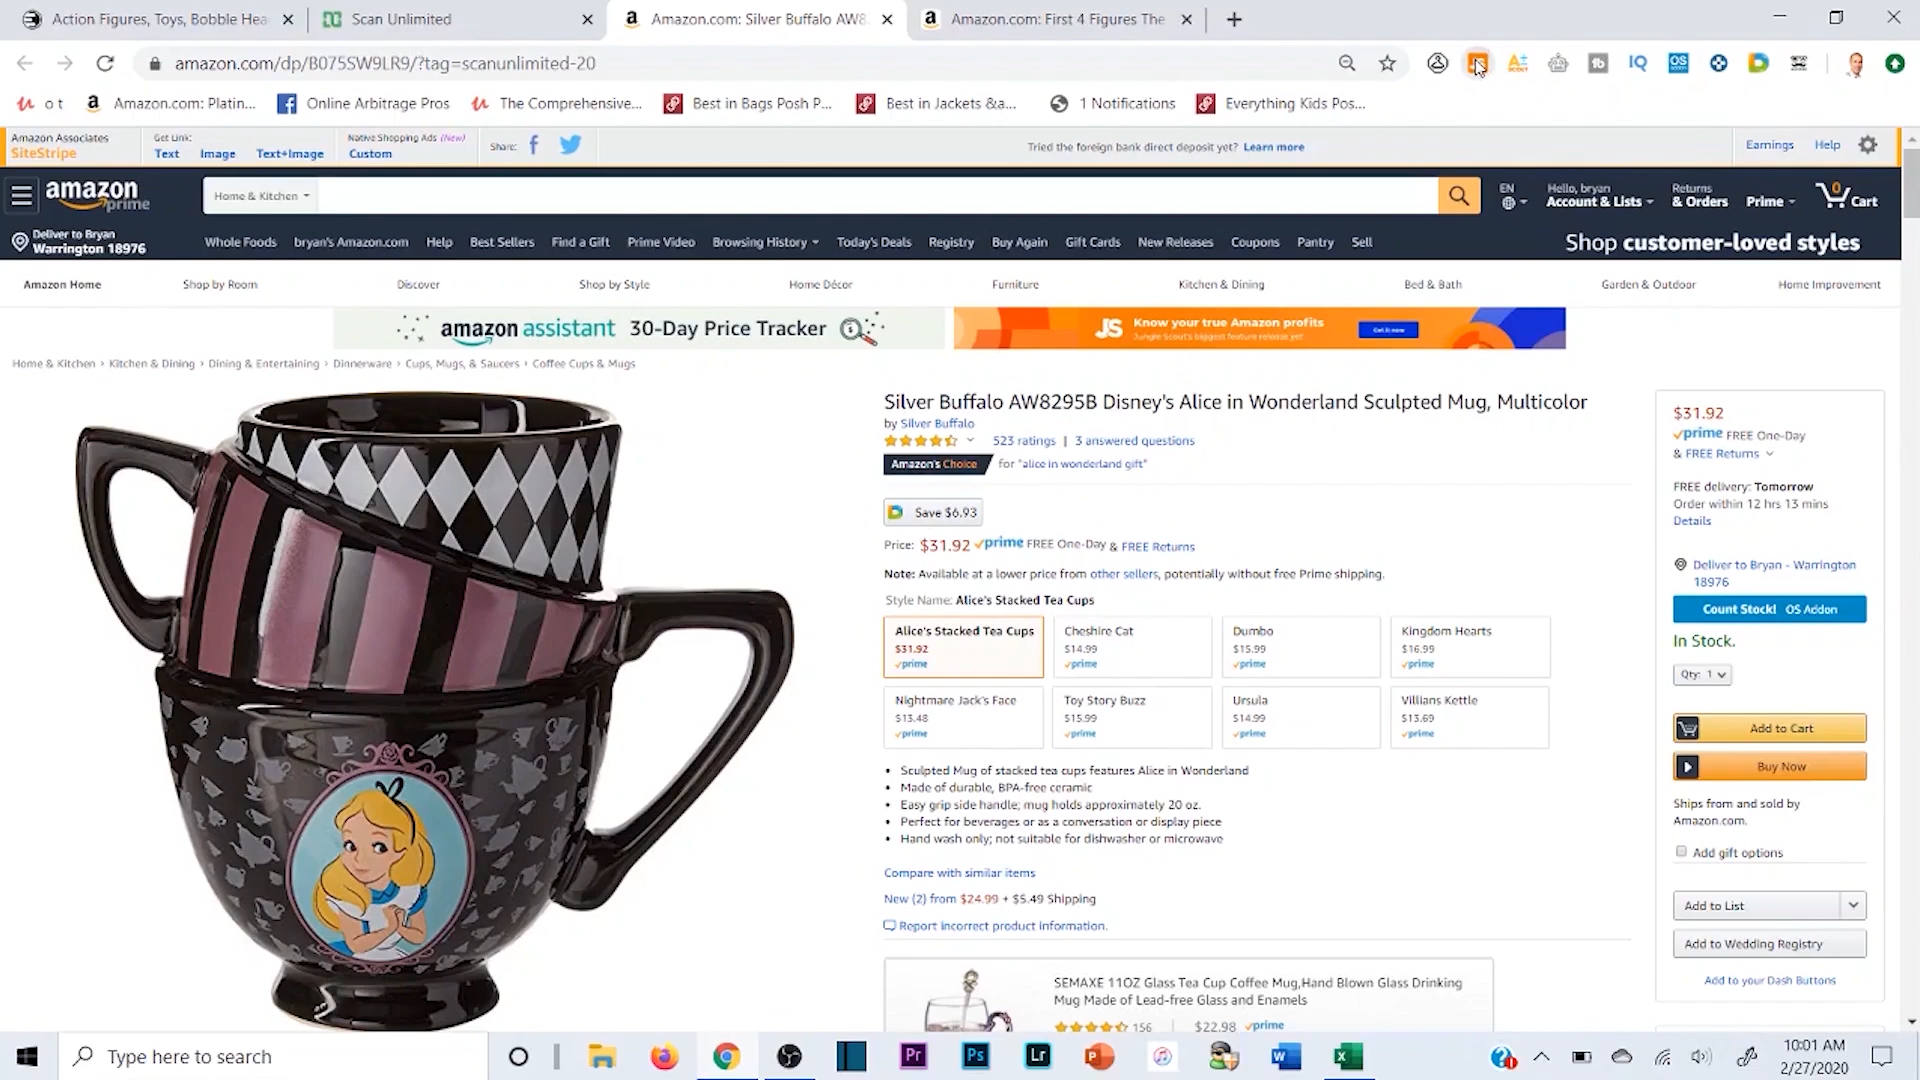 Action Figures, Toys, Bobble Hea
Scan Unlimited
Amazon.com: Silver Buffalo AW8
Amazon.com: First 4 Figures The
amazon.com/dp/B075SW9LR9/?tag=scanunlimited-20
o t
Amazon.com: Platin...
Online Arbitrage Pros
The Comprehensive...
Best in Bags Posh P...
Best in Jackets &a...
1 Notifications
Everything Kids Pos...
Amazon Associates
SiteStripe
Get Link:
Text Image Text+Image
Native Shopping Ads (New)
Custom
Share:
Tried the foreign bank direct deposit yet? Learn more
Earnings Help
amazon prime
Home & Kitchen
EN
Hello, bryan
Account & Lists
Returns
& Orders
Prime
0
Cart
Deliver to Bryan
Warrington 18976
Whole Foods bryan's Amazon.com Help Best Sellers Find a Gift Prime Video Browsing History Today's Deals Registry Buy Again Gift Cards New Releases Coupons Pantry Sell
Shop customer-loved styles
Amazon Home Shop by Room Discover Shop by Style Home Décor Furniture Kitchen & Dining Bed & Bath Garden & Outdoor Home Improvement
amazon assistant 30-Day Price Tracker
JS Know your true Amazon profits
Jungle Scout's biggest feature release yet!
Get it now
Home & Kitchen › Kitchen & Dining › Dining & Entertaining › Dinnerware › Cups, Mugs, & Saucers › Coffee Cups & Mugs
Silver Buffalo AW8295B Disney's Alice in Wonderland Sculpted Mug, Multicolor
by Silver Buffalo
523 ratings | 3 answered questions
Amazon's Choice for "alice in wonderland gift"
Save $6.93
Price: $31.92 prime FREE One-Day & FREE Returns
Note: Available at a lower price from other sellers, potentially without free Prime shipping.
Style Name: Alice's Stacked Tea Cups
Alice's Stacked Tea Cups
$31.92
prime
Cheshire Cat
$14.99
prime
Dumbo
$15.99
prime
Kingdom Hearts
$16.99
prime
Nightmare Jack's Face
$13.48
prime
Toy Story Buzz
$15.99
prime
Ursula
$14.99
prime
Villians Kettle
$13.69
prime
• Sculpted Mug of stacked tea cups features Alice in Wonderland
• Made of durable, BPA-free ceramic
• Easy grip side handle; mug holds approximately 20 oz.
• Perfect for beverages or as a conversation or display piece
• Hand wash only; not suitable for dishwasher or microwave
Compare with similar items
New (2) from $24.99 + $5.49 Shipping
Report incorrect product information.
SEMAXE 11OZ Glass Tea Cup Coffee Mug,Hand Blown Glass Drinking
Mug Made of Lead-free Glass and Enamels
156 | $22.98 prime
$31.92
prime FREE One-Day
& FREE Returns
FREE delivery: Tomorrow
Order within 12 hrs 13 mins
Details
Deliver to Bryan - Warrington
18976
Count Stock! OS Addon
In Stock.
Qty: 1
Add to Cart
Buy Now
Ships from and sold by
Amazon.com.
Add gift options
Add to List
Add to Wedding Registry
Add to your Dash Buttons
Type here to search
Pr
Ps
Lr
10:01 AM
2/27/2020